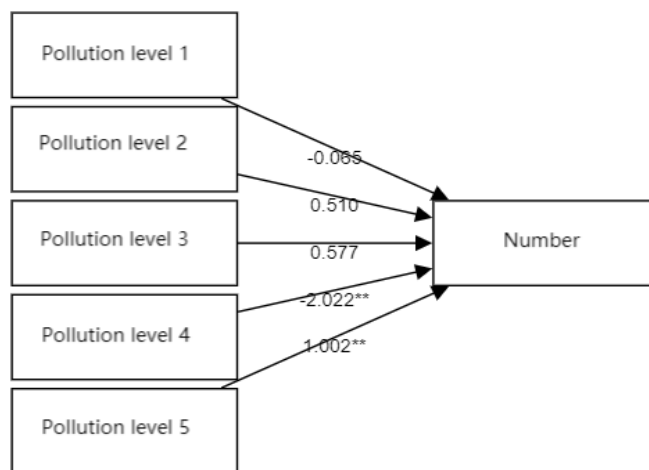 Pollution level 1
Pollution level 2
Pollution level 3
Pollution level 4
Pollution level 5
-0.065
0.510
0.577
-2.022**
1.002**
Number